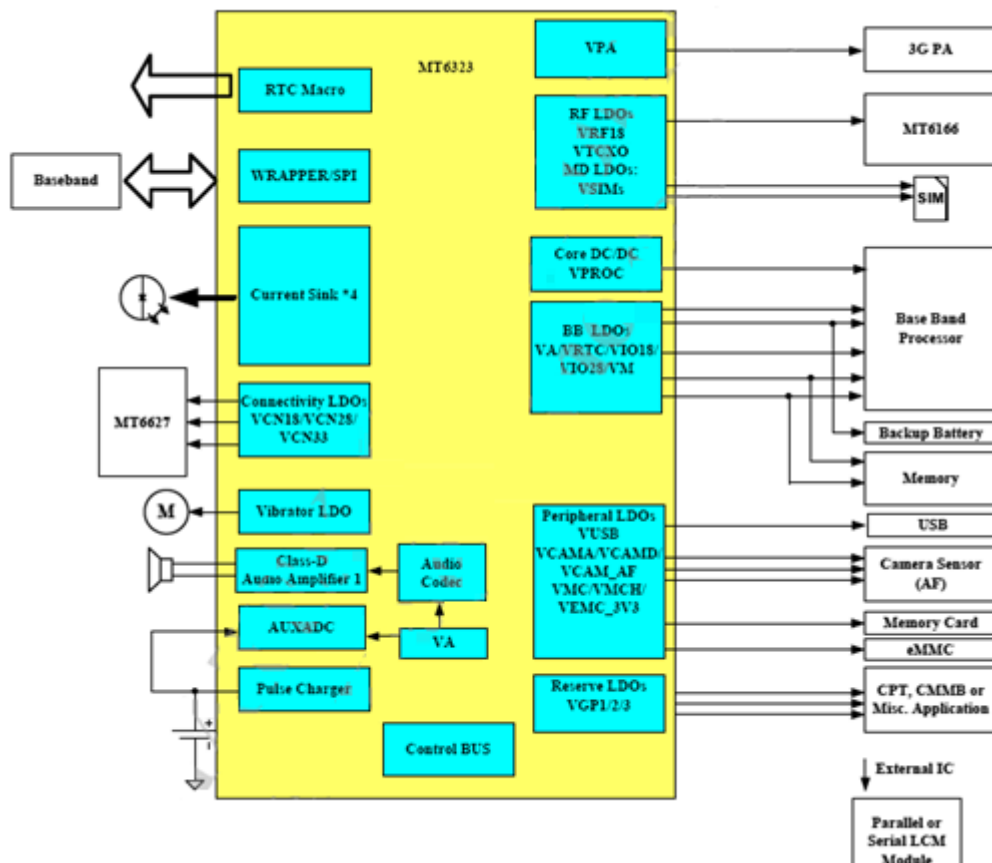 MT6323
VPA
3G PA
RTC Macro
RF LDOs
VRF18
VTCXO
MD LDOs:
VSIMs
MT6166
SIM
Baseband
WRAPPER/SPI
Core DC/DC
VPROC
Current Sink *4
BB LDOs
VA/VRTC/VIO18/
VIO28/VM
Base Band
Processor
MT6627
Connectivity LDOs
VCN18/VCN28/
VCN33
Backup Battery
Memory
M
Vibrator LDO
Class-D
Audio Amplifier 1
Audio
Codec
AUXADC
VA
Peripheral LDOs
VUSB
VCAMA/VCAMD/
VCAM_AF
VMC/VMCH/
VEMC_3V3
USB
Camera Sensor
(AF)
Memory Card
eMMC
Pulse Charger
+
-
Reserve LDOs
VGP1/2/3
CPT, CMMB or
Misc. Application
Control BUS
External IC
Parallel or
Serial LCM
Module